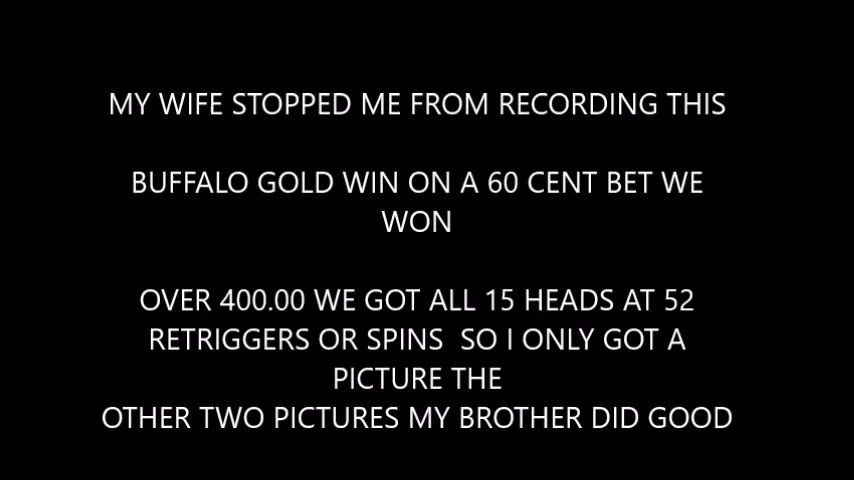 MY WIFE STOPPED ME FROM RECORDING THIS
BUFFALO GOLD WIN ON A 60 CENT BET WE
WON
OVER 400.00 WE GOT ALL 15 HEADS AT 52
RETRIGGERS OR SPINS  SO I ONLY GOT A
PICTURE THE
OTHER TWO PICTURES MY BROTHER DID GOOD